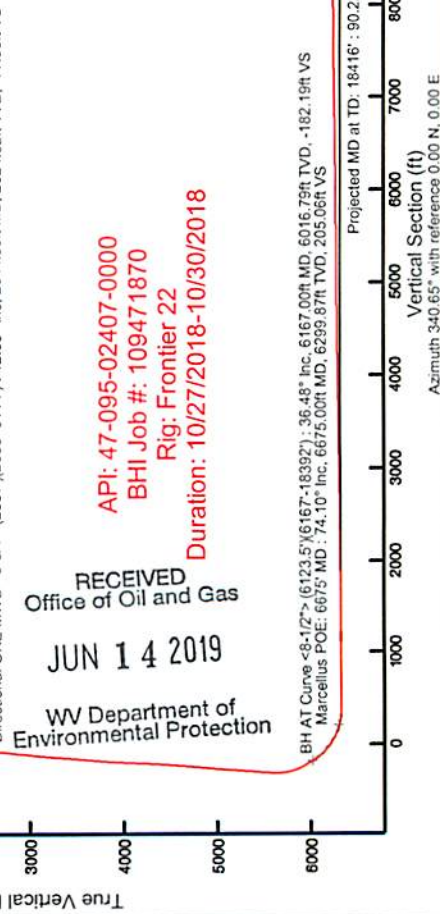 API: 47-095-02407-0000
BHI Job #: 109471870
Rig: Frontier 22
Duration: 10/27/2018-10/30/2018
RECEIVED
Office of Oil and Gas
JUN 14 2019
WV Department of
Environmental Protection
BH AT Curve <8-1/2"> (6123.5')(6167'-18392') : 36.48° Inc, 6167.00ft MD, 6016.79ft TVD, -182.19ft VS
Marcellus POE: 6675' MD : 74.10° Inc, 6675.00ft MD, 6299.87ft TVD, 205.06ft VS
Projected MD at TD: 18416' : 90.2
3000
4000
5000
6000
True Vertical
0
1000
2000
3000
4000
5000
6000
7000
800
Vertical Section (ft)
Azimuth 340.65° with reference 0.00 N, 0.00 E